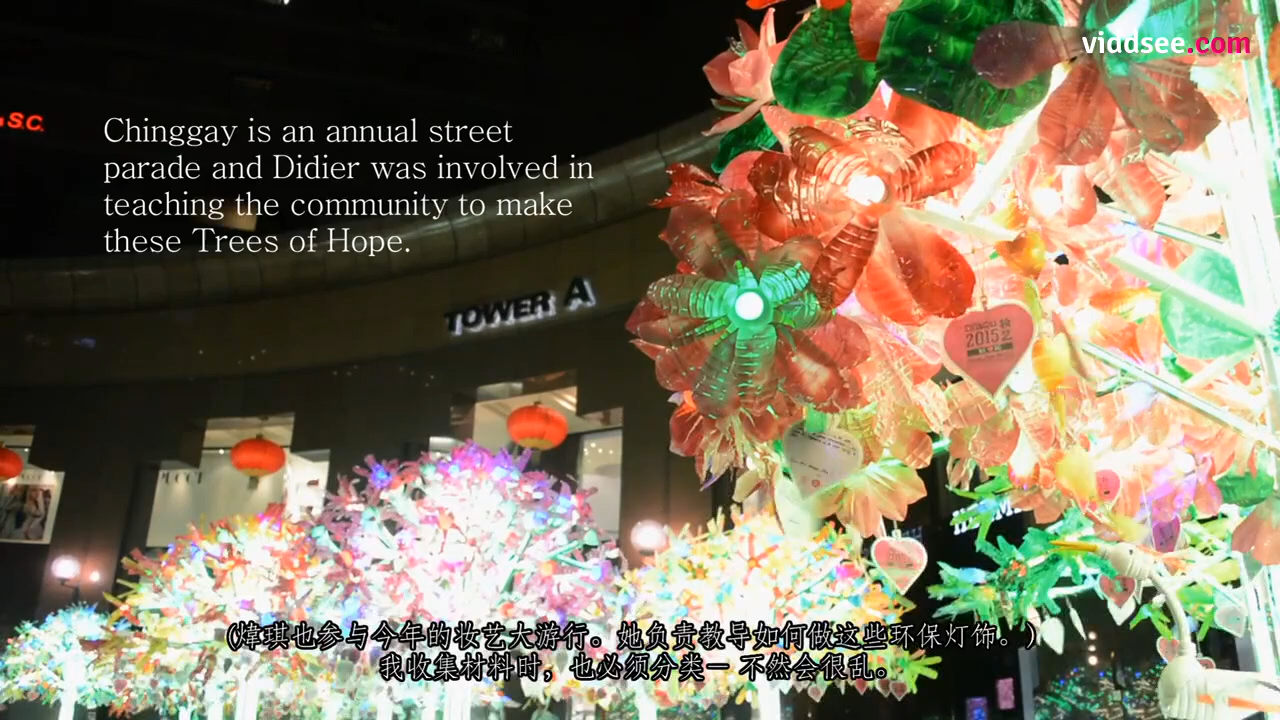 viddsee.com
S.C.
Chinggay is an annual street
parade and Didier was involved in
teaching the community to make
these Trees of Hope.
TOWER A
2015
PUCCI
(炜琪也参与今年的妆艺大游行。她负责教导如何做这些环保灯饰。)
我收集材料时，也必须分类— 不然会很乱。